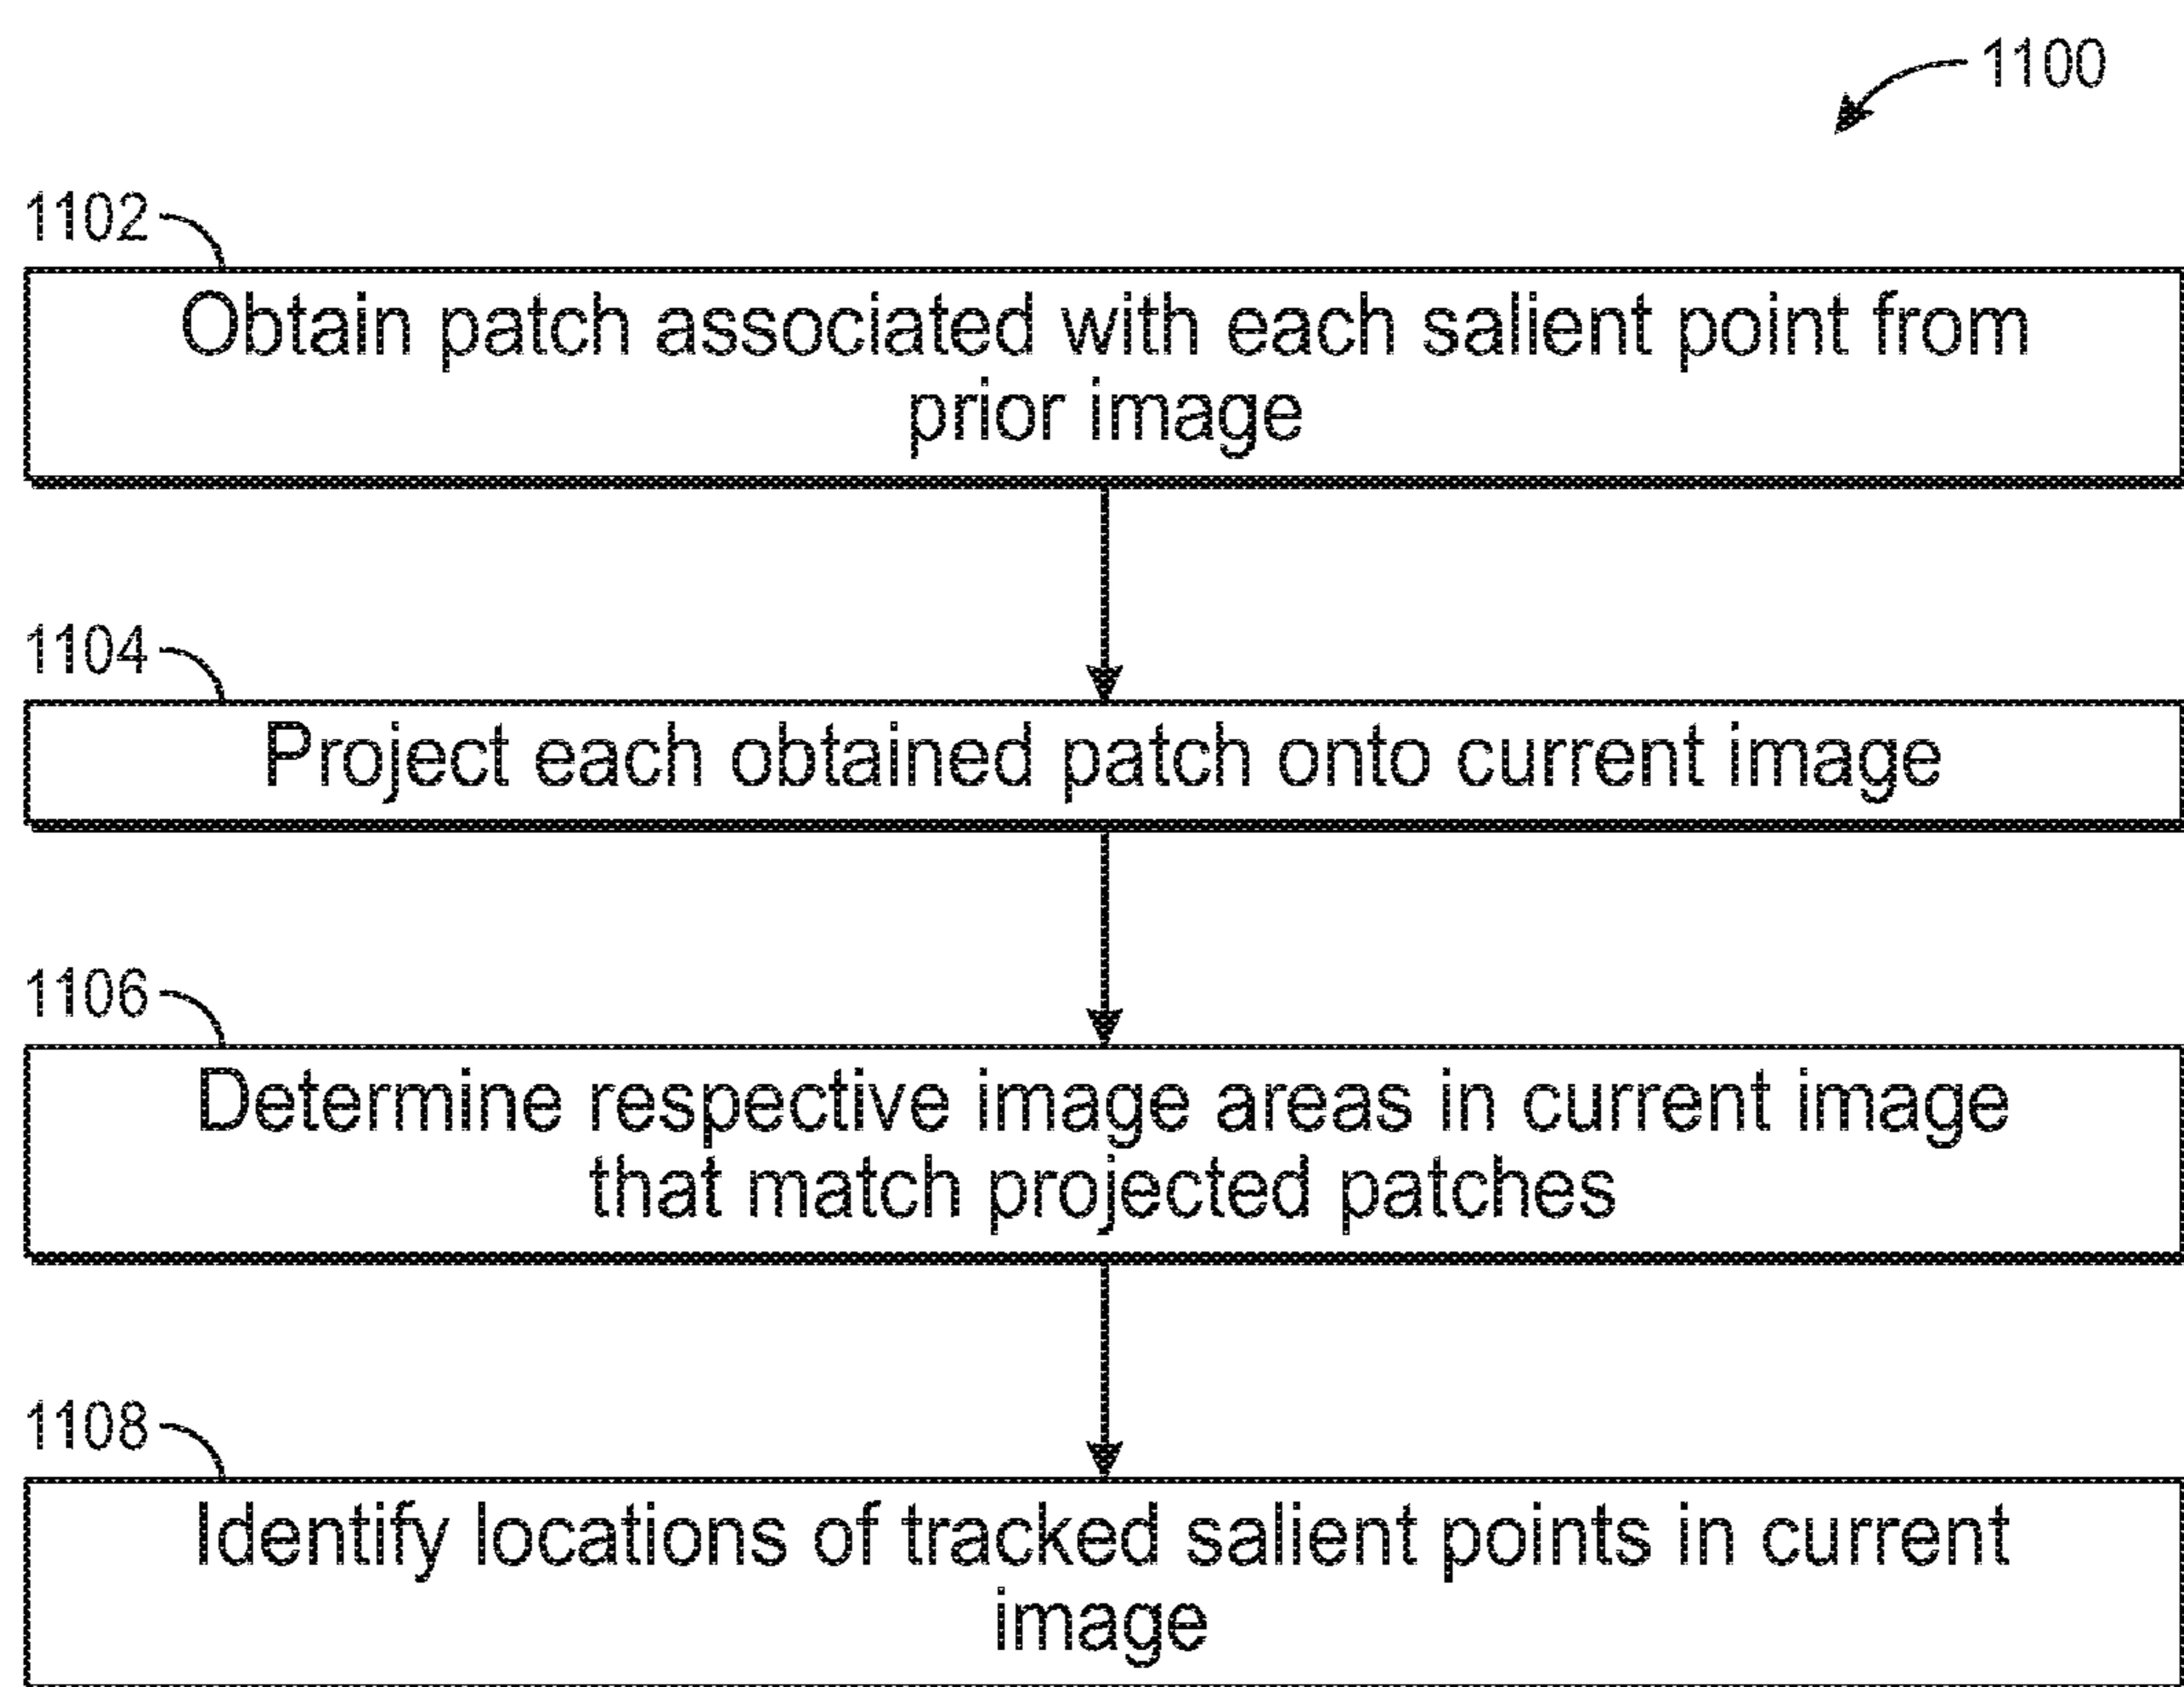 1100
1102
Obtain patch associated with each salient point from
prior image
1104
Project each obtained patch onto current image
1106
Determine respective image areas in current image
that match projected patches
1108
Identify locations of tracked salient points in current
image